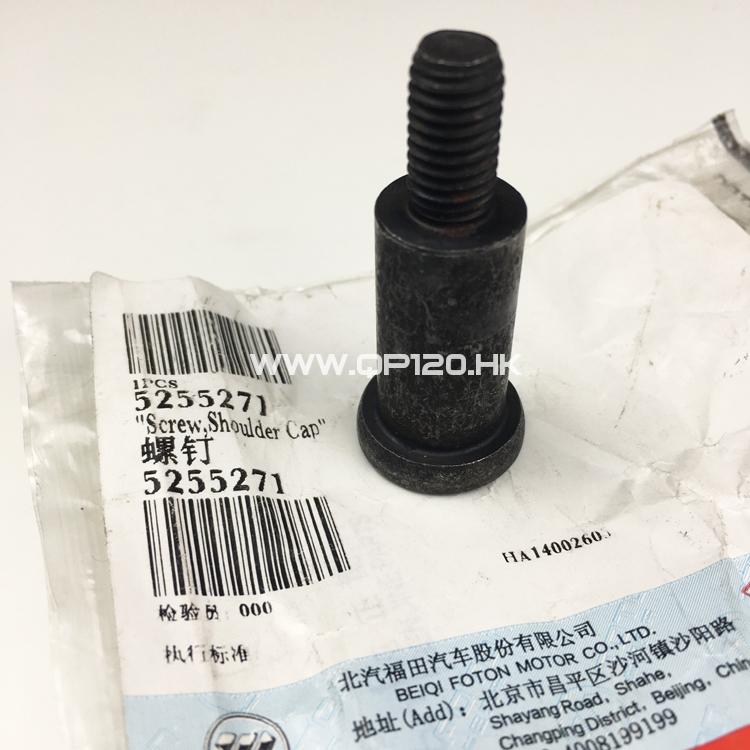 WWW.QP120.HK
1PCS
5255271
"Screw,Shoulder Cap"
螺钉
5255271
HA1400260
检验员: 000
执行标准
北汽福田汽车股份有限公司
BEIQI FOTON MOTOR CO.,LTD.
地址(Add)：北京市昌平区沙河镇沙阳路
Shayang Road, Shahe,
Changping District, Beijing, China
008199199